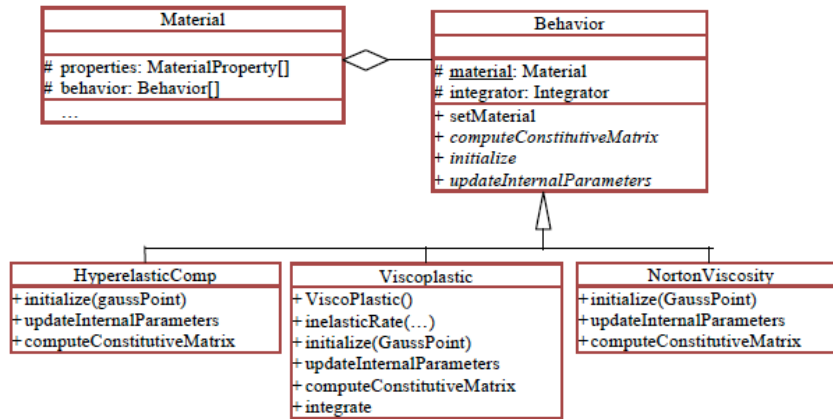 Material
# properties: MaterialProperty[]
# behavior: Behavior[]
...
Behavior
# material: Material
# integrator: Integrator
+ setMaterial
+ computeConstitutiveMatrix
+ initialize
+ updateInternalParameters
HyperelasticComp
+ initialize(gaussPoint)
+ updateInternalParameters
+ computeConstitutiveMatrix
Viscoplastic
+ ViscoPlastic()
+ inelasticRate(...)
+ initialize(GaussPoint)
+ updateInternalParameters
+ computeConstitutiveMatrix
+ integrate
NortonViscosity
+ initialize(GaussPoint)
+ updateInternalParameters
+ computeConstitutiveMatrix